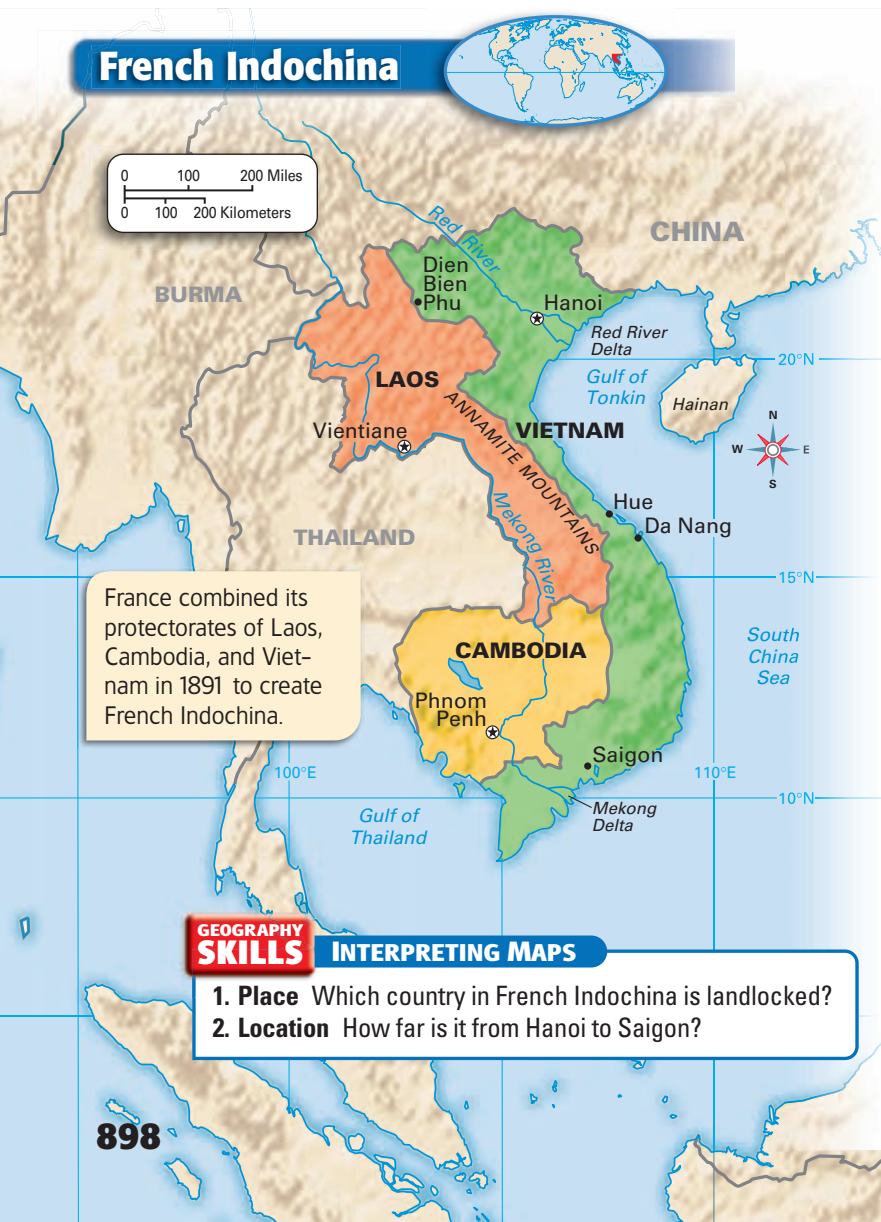 French Indochina
0 100 200 Miles
0 100 200 Kilometers
CHINA
Red River
BURMA
Dien
Bien
Phu
Hanoi
Red River
Delta
20°N
Gulf of
Tonkin
Hainan
LAOS
ANNAMITE MOUNTAINS
VIETNAM
Vientiane
N
W E
S
Mekong River
Hue
Da Nang
THAILAND
15°N
France combined its
protectorates of Laos,
Cambodia, and Viet-
nam in 1891 to create
French Indochina.
CAMBODIA
South
China
Sea
Phnom
Penh
Saigon
100°E
110°E
10°N
Gulf of
Thailand
Mekong
Delta
GEOGRAPHY
SKILLS
INTERPRETING MAPS
1. Place Which country in French Indochina is landlocked?
2. Location How far is it from Hanoi to Saigon?
898